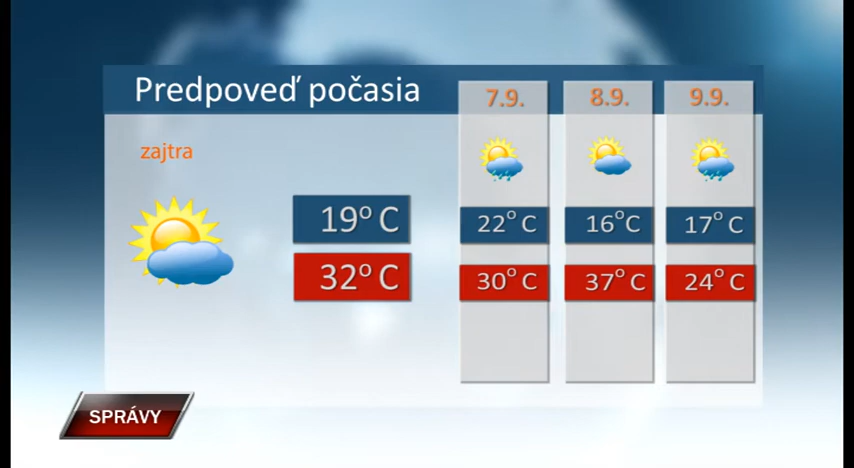 Predpoveď počasia
zajtra
19° C
32° C
7.9.
22° C
30° C
8.9.
16°C
37° C
9.9.
17° C
24° C
SPRÁVY